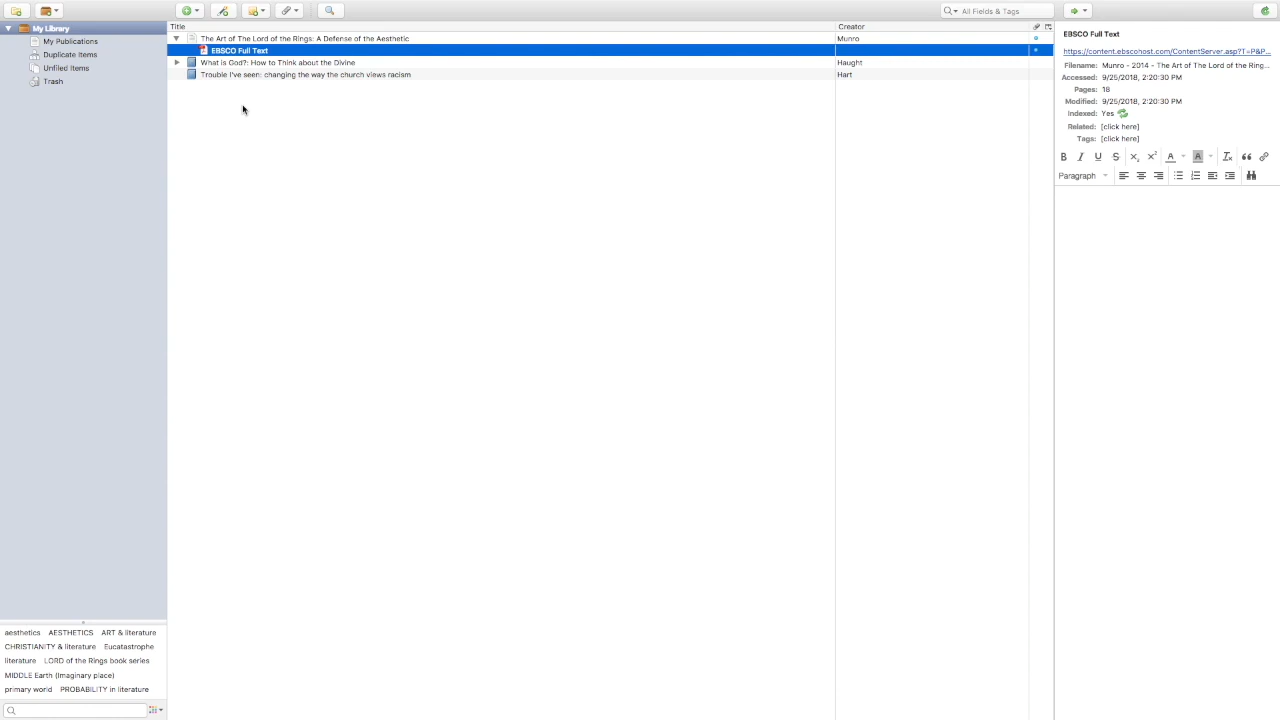 All Fields & Tags
My Library
My Publications
Duplicate Items
Unfiled Items
Trash
Title Creator
The Art of The Lord of the Rings: A Defense of the Aesthetic Munro
EBSCO Full Text
What is God?: How to Think about the Divine Haught
Trouble I've seen: changing the way the church views racism Hart
EBSCO Full Text
https://content.ebscohost.com/ContentServer.asp?T=P&P...
Filename: Munro - 2014 - The Art of The Lord of the Ring...
Accessed: 9/25/2018, 2:20:30 PM
Pages: 18
Modified: 9/25/2018, 2:20:30 PM
Indexed: Yes
Related: [click here]
Tags: [click here]
B I U S X₂ X² A A Tx
Paragraph
aesthetics AESTHETICS ART & literature
CHRISTIANITY & literature Eucatastrophe
literature LORD of the Rings book series
MIDDLE Earth (Imaginary place)
primary world PROBABILITY in literature